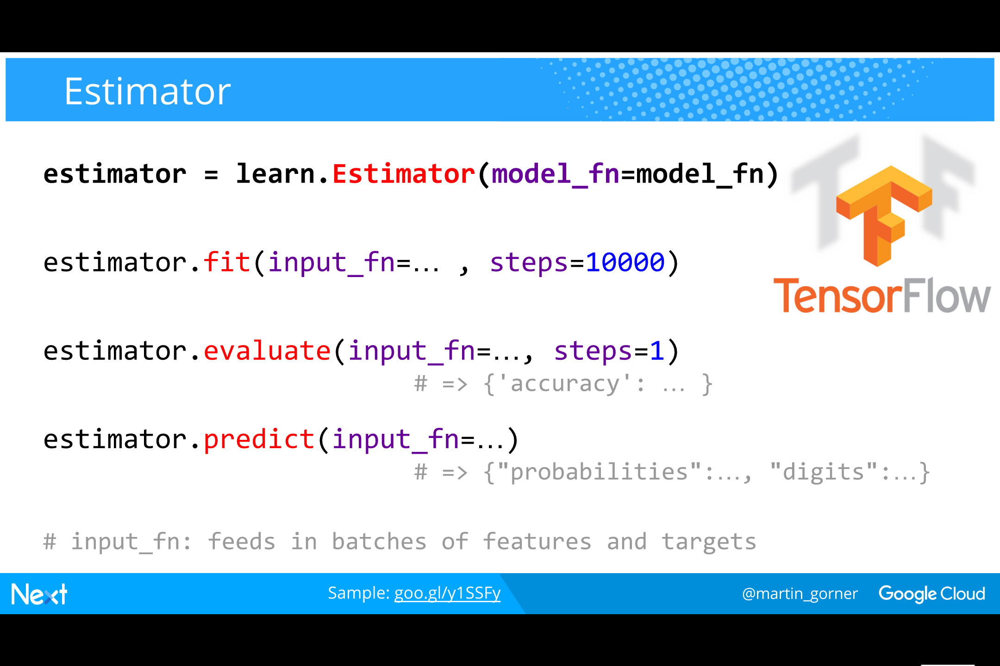 Estimator
estimator = learn.Estimator(model_fn=model_fn)
estimator.fit(input_fn=… , steps=10000)
TensorFlow
estimator.evaluate(input_fn=…, steps=1)
# => {'accuracy': … }
estimator.predict(input_fn=…)
# => {"probabilities":…, "digits":…}
# input_fn: feeds in batches of features and targets
Next
Sample: goo.gl/y1SSFy
@martin_gorner
Google Cloud